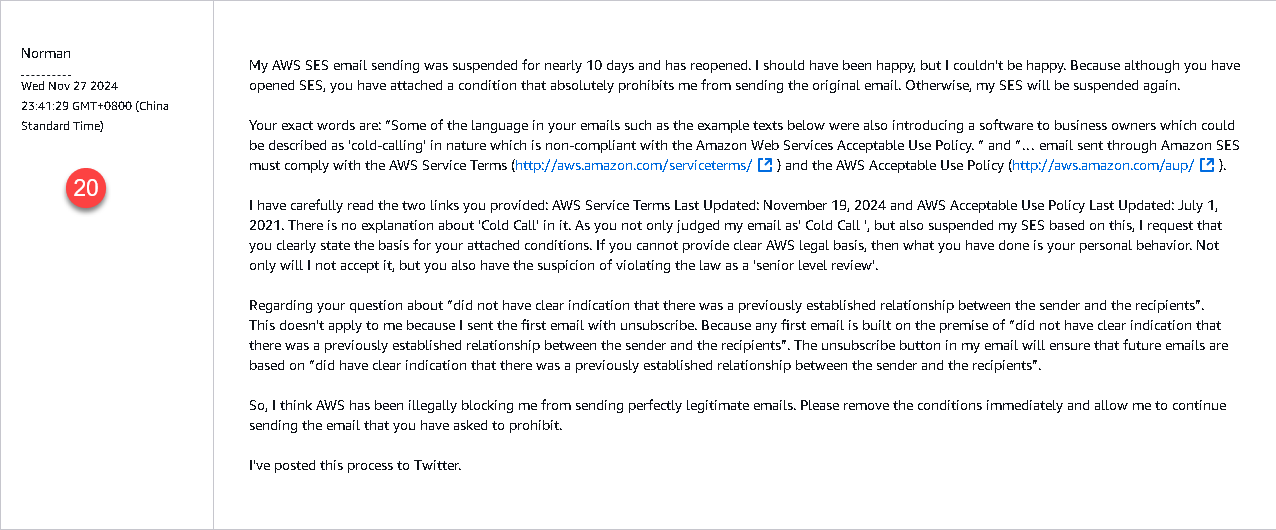 Norman
----------
Wed Nov 27 2024
23:41:29 GMT+0800 (China
Standard Time)
20
My AWS SES email sending was suspended for nearly 10 days and has reopened. I should have been happy, but I couldn't be happy. Because although you have
opened SES, you have attached a condition that absolutely prohibits me from sending the original email. Otherwise, my SES will be suspended again.
Your exact words are: "Some of the language in your emails such as the example texts below were also introducing a software to business owners which could
be described as 'cold-calling' in nature which is non-compliant with the Amazon Web Services Acceptable Use Policy. " and "... email sent through Amazon SES
must comply with the AWS Service Terms (http://aws.amazon.com/serviceterms/ ) and the AWS Acceptable Use Policy (http://aws.amazon.com/aup/ ).
I have carefully read the two links you provided: AWS Service Terms Last Updated: November 19, 2024 and AWS Acceptable Use Policy Last Updated: July 1,
2021. There is no explanation about 'Cold Call' in it. As you not only judged my email as' Cold Call ', but also suspended my SES based on this, I request that
you clearly state the basis for your attached conditions. If you cannot provide clear AWS legal basis, then what you have done is your personal behavior. Not
only will I not accept it, but you also have the suspicion of violating the law as a 'senior level review'.
Regarding your question about "did not have clear indication that there was a previously established relationship between the sender and the recipients".
This doesn't apply to me because I sent the first email with unsubscribe. Because any first email is built on the premise of "did not have clear indication that
there was a previously established relationship between the sender and the recipients". The unsubscribe button in my email will ensure that future emails are
based on "did have clear indication that there was a previously established relationship between the sender and the recipients".
So, I think AWS has been illegally blocking me from sending perfectly legitimate emails. Please remove the conditions immediately and allow me to continue
sending the email that you have asked to prohibit.
I've posted this process to Twitter.